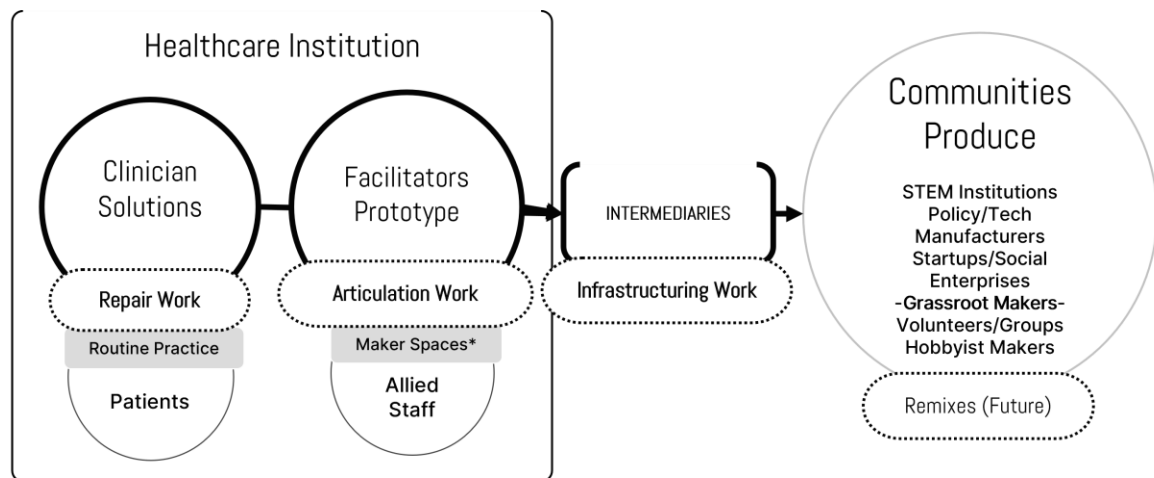 Healthcare Institution
Clinician
Solutions
Repair Work
Routine Practice
Patients
Facilitators
Prototype
Articulation Work
Maker Spaces*
Allied
Staff
INTERMEDIARIES
Infrastructuring Work
Communities
Produce
STEM Institutions
Policy/Tech
Manufacturers
Startups/Social
Enterprises
-Grassroot Makers-
Volunteers/Groups
Hobbyist Makers
Remixes (Future)